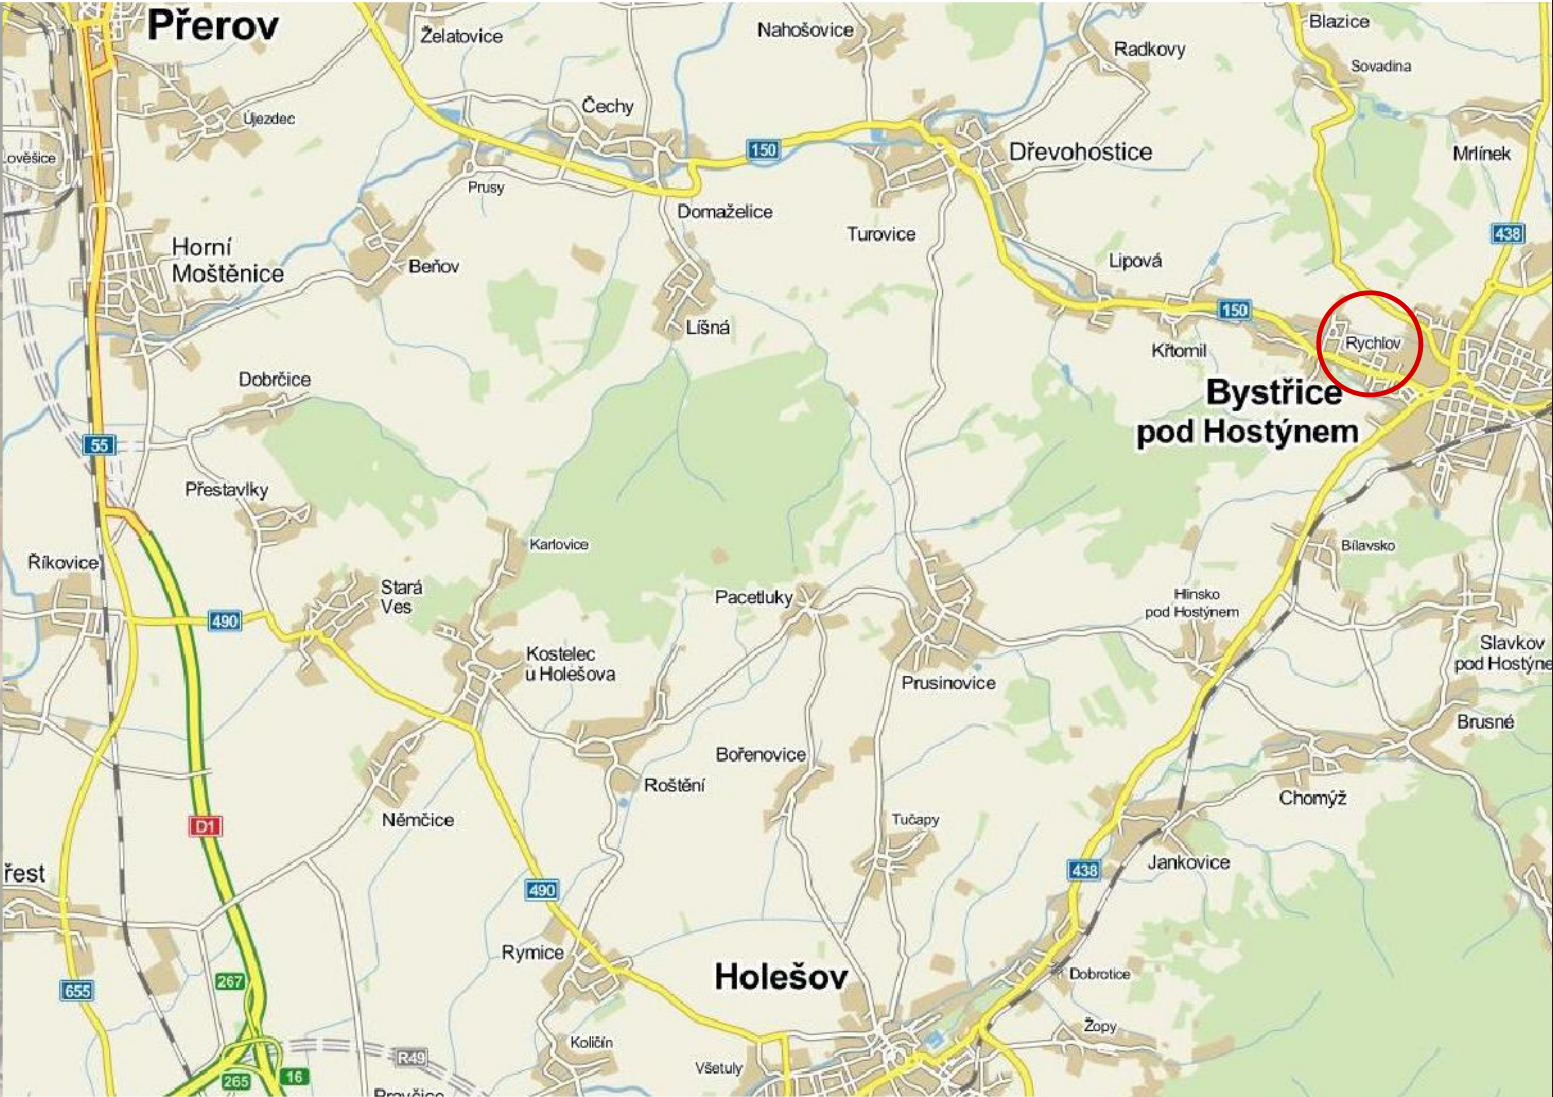 Přerov
Želatovice
Nahošovice
Radkovy
Blazice
Sovadina
Čechy
Újezdec
150
Dřevohostice
Mrlínek
Prusy
Domaželice
Turovice
438
Horní
Moštěnice
Beňov
Lipová
Líšná
150
Rychlov
Křtomil
Dobrčice
Bystřice
pod Hostýnem
55
Přestavlky
Karlovice
Bílavsko
Říkovice
Stará
Ves
Pacetluky
Hlinsko
pod Hostýnem
490
Kostelec
u Holešova
Slavkov
pod Hostýne
Prusinovice
Brusné
Bořenovice
Roštění
Chomýž
Němčice
D1
Tučapy
Jankovice
438
řest
490
Rymice
Holešov
Dobrotice
267
655
Žopy
Količín
R49
Všetuly
265
16